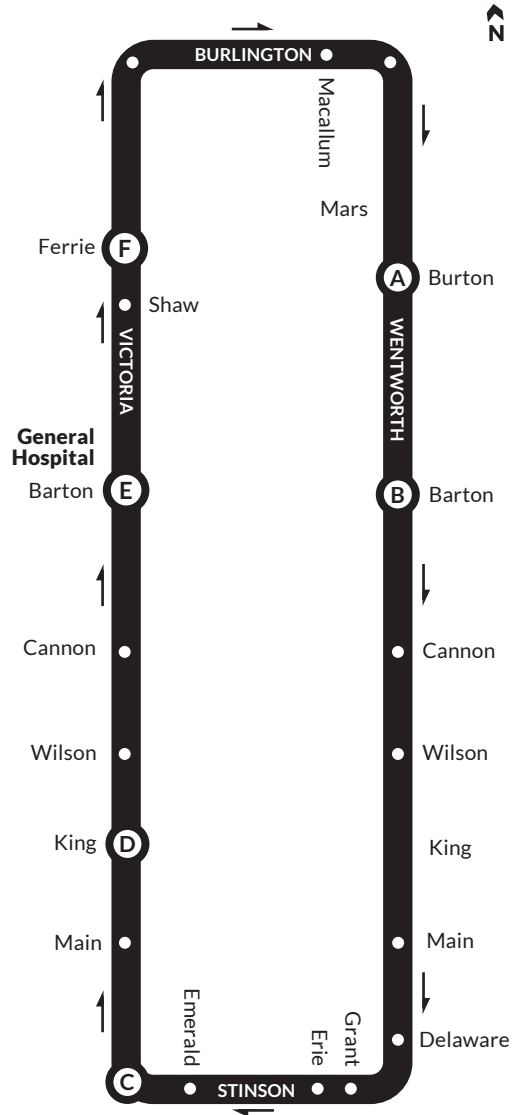 N
BURLINGTON
Macallum
Mars
Ferrie
F
A
Burton
Shaw
VICTORIA
WENTWORTH
General
Hospital
Barton
E
B
Barton
Cannon
Cannon
Wilson
Wilson
King
D
King
Main
Main
Emerald
Erie
Grant
Delaware
C
STINSON